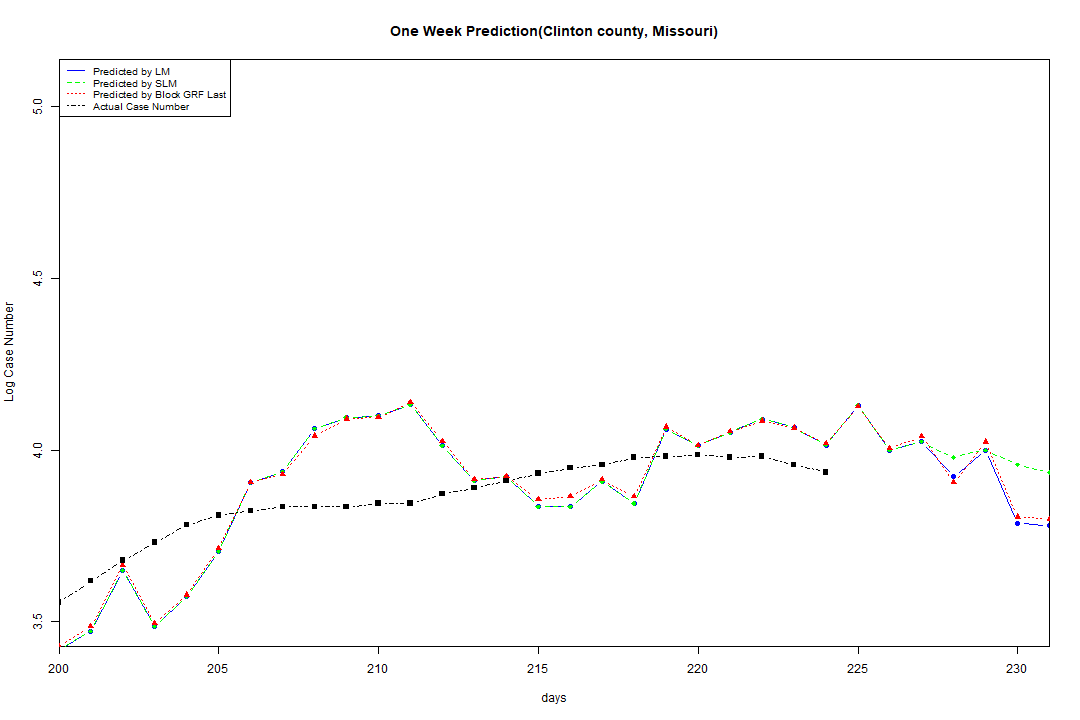 One Week Prediction(Clinton county, Missouri)
Predicted by LM
Predicted by SLM
Predicted by Block GRF Last
Actual Case Number
5.0
4.5
4.0
3.5
Log Case Number
200 205 210 215 220 225 230
days